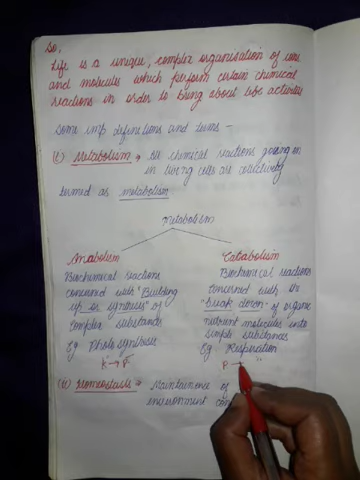 So,
Life is a unique, complex organisation of ions
and molecules which perform certain chemical
reactions in order to bring about life activities
Some imp definitions and terms -
Metabolism → All chemical reactions going on
in living cells are collectively
termed as metabolism
Metabolism
Anabolism
Biochemical reactions
concerned with "Building
up or synthesis" of
complex substances
Eg Photosynthesis
K → P
Catabolism
Biochemical reactions
concerned with the
"break down" of organic
nutrient molecules into
simple substances
Eg Respiration
P →
Homeostasis → Maintainence of
environment